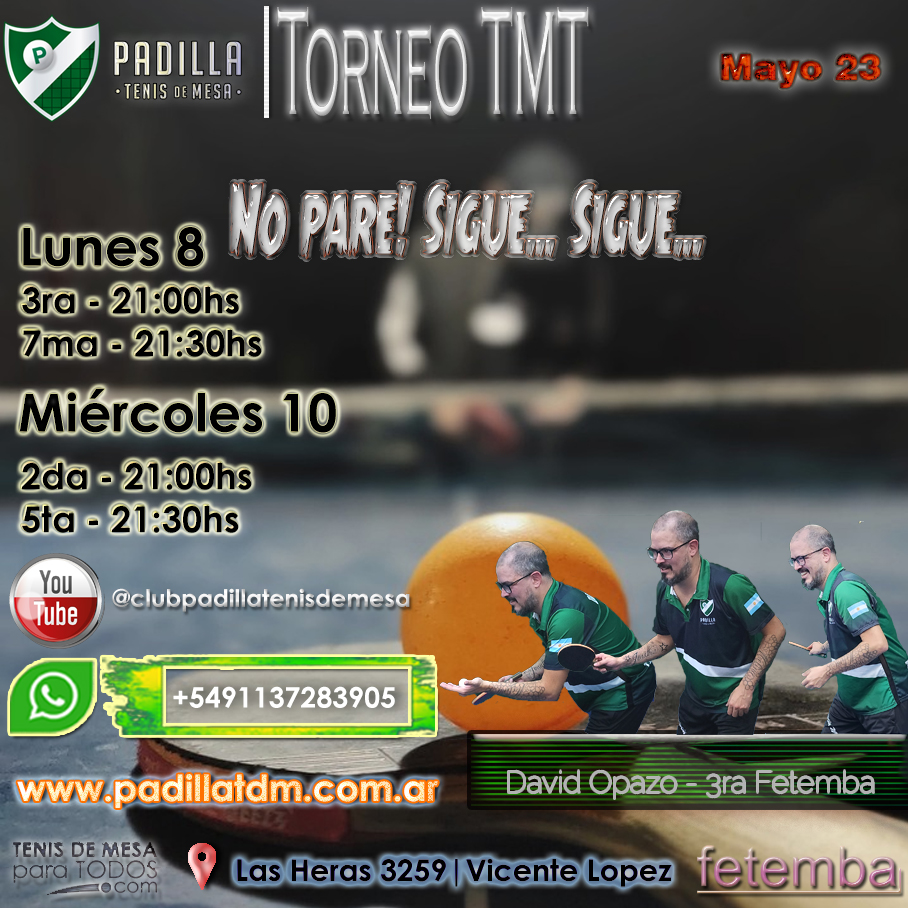 PADILLA
• TENIS DE MESA •
TORNEO TMT
Mayo 23
No pare! Sigue... Sigue...
Lunes 8
3ra - 21:00hs
7ma - 21:30hs
Miércoles 10
2da - 21:00hs
5ta - 21:30hs
You
Tube
@clubpadillatenisdemesa
+5491137283905
www.padillatdm.com.ar
PADILLA
David Opazo - 3ra Fetemba
TENIS DE MESA
para TODOS
.com
Las Heras 3259|Vicente Lopez
fetemba